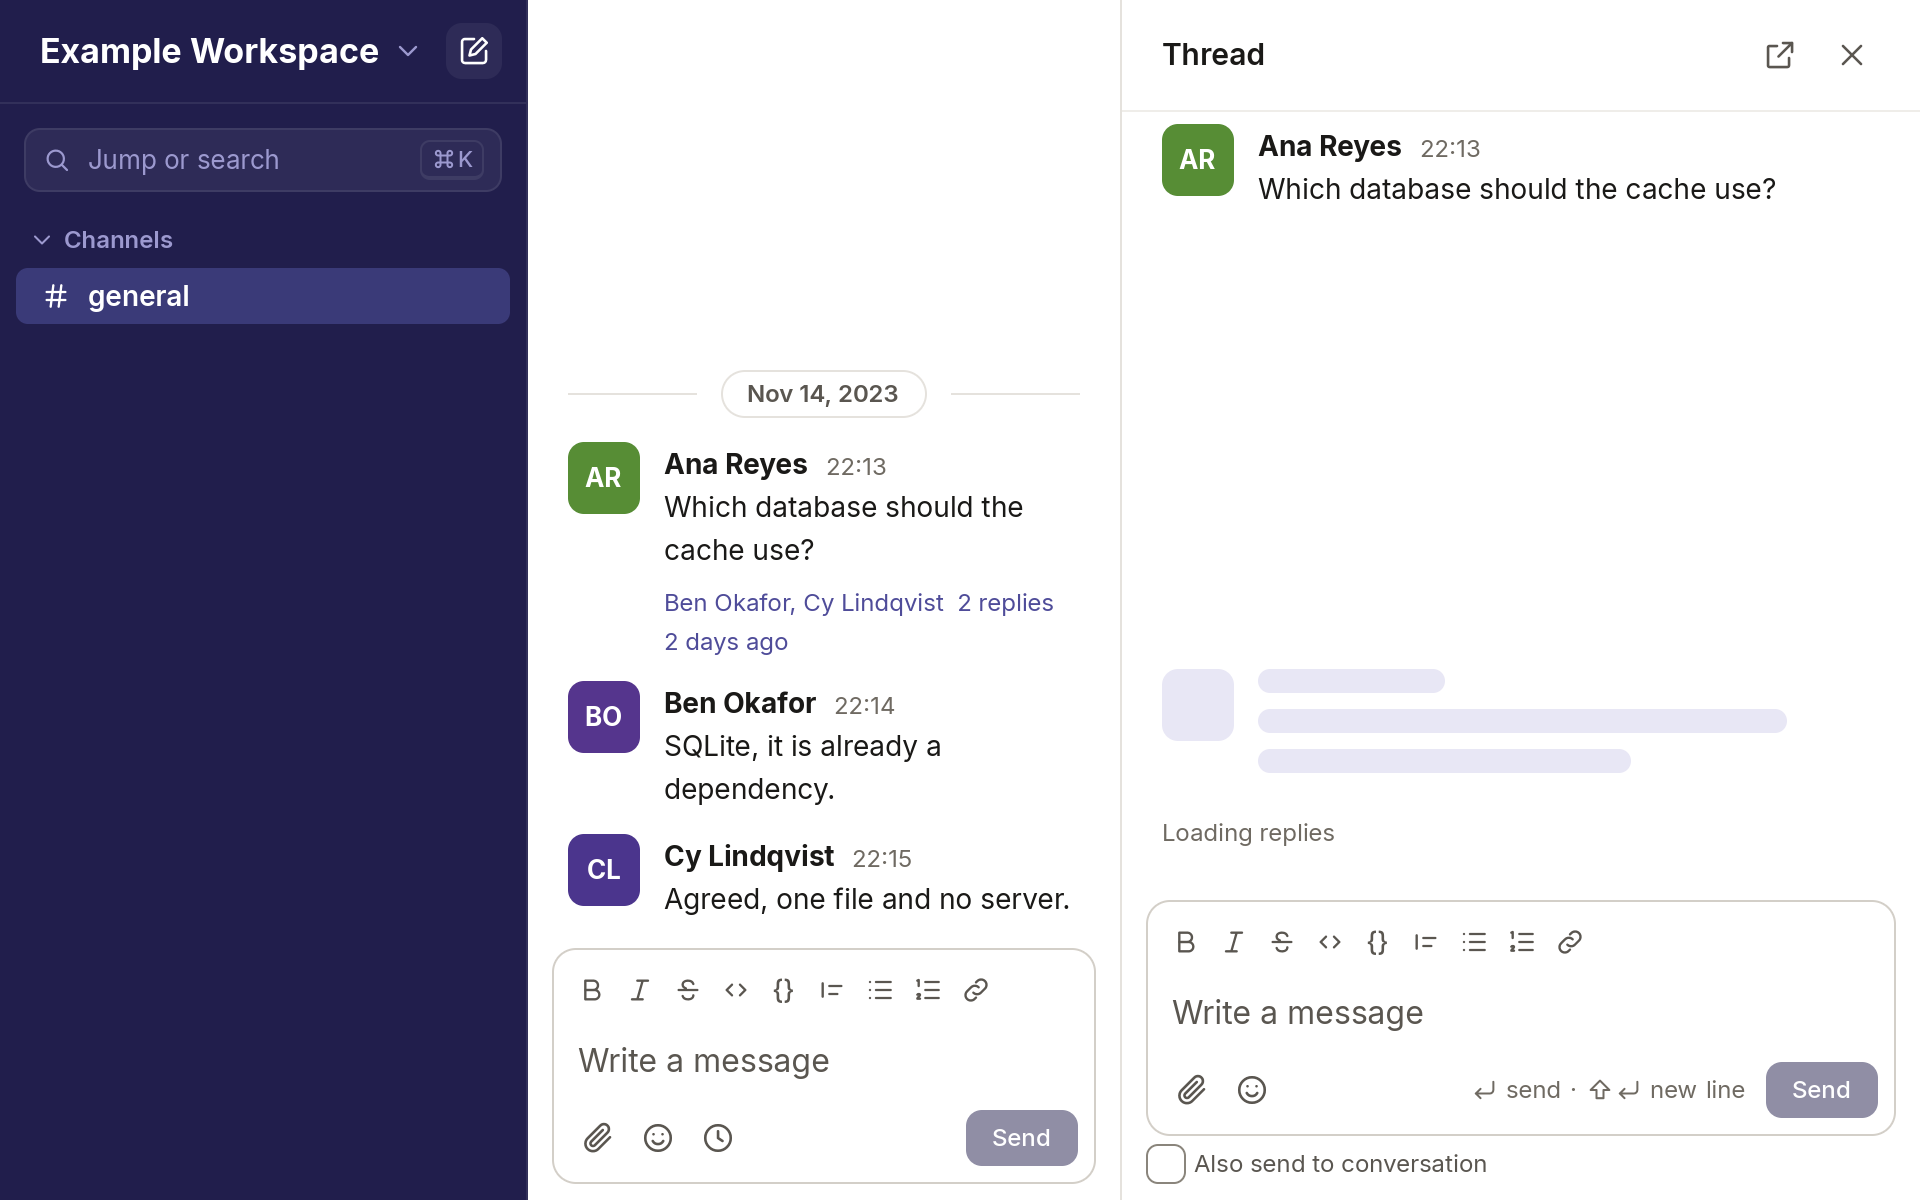 Example Workspace
Jump or search ⌘K
Channels
# general
Nov 14, 2023
AR
Ana Reyes 22:13
Which database should the
cache use?
Ben Okafor, Cy Lindqvist 2 replies
2 days ago
BO
Ben Okafor 22:14
SQLite, it is already a
dependency.
CL
Cy Lindqvist 22:15
Agreed, one file and no server.
Write a message
Send
Thread
AR
Ana Reyes 22:13
Which database should the cache use?
Loading replies
Write a message
↵ send · ⇧↵ new line
Send
Also send to conversation